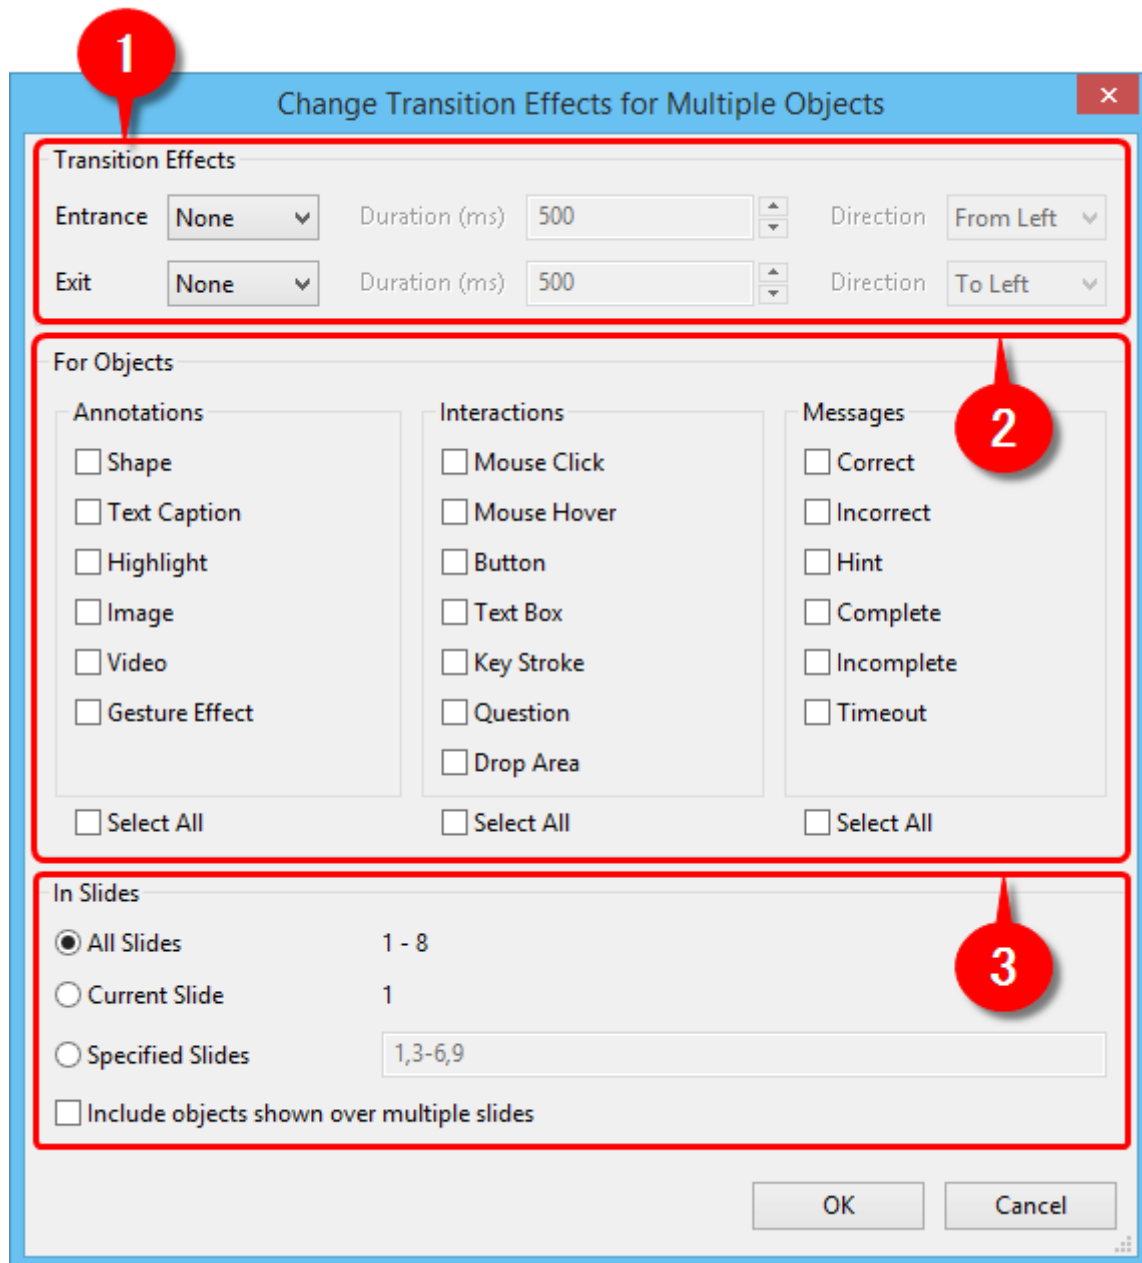 1
Change Transition Effects for Multiple Objects
Transition Effects
Entrance None Duration (ms) 500 Direction From Left
Exit None Duration (ms) 500 Direction To Left
2
For Objects
Annotations
Shape
Text Caption
Highlight
Image
Video
Gesture Effect
Select All
Interactions
Mouse Click
Mouse Hover
Button
Text Box
Key Stroke
Question
Drop Area
Select All
Messages
Correct
Incorrect
Hint
Complete
Incomplete
Timeout
Select All
3
In Slides
All Slides 1 - 8
Current Slide 1
Specified Slides 1,3-6,9
Include objects shown over multiple slides
OK Cancel